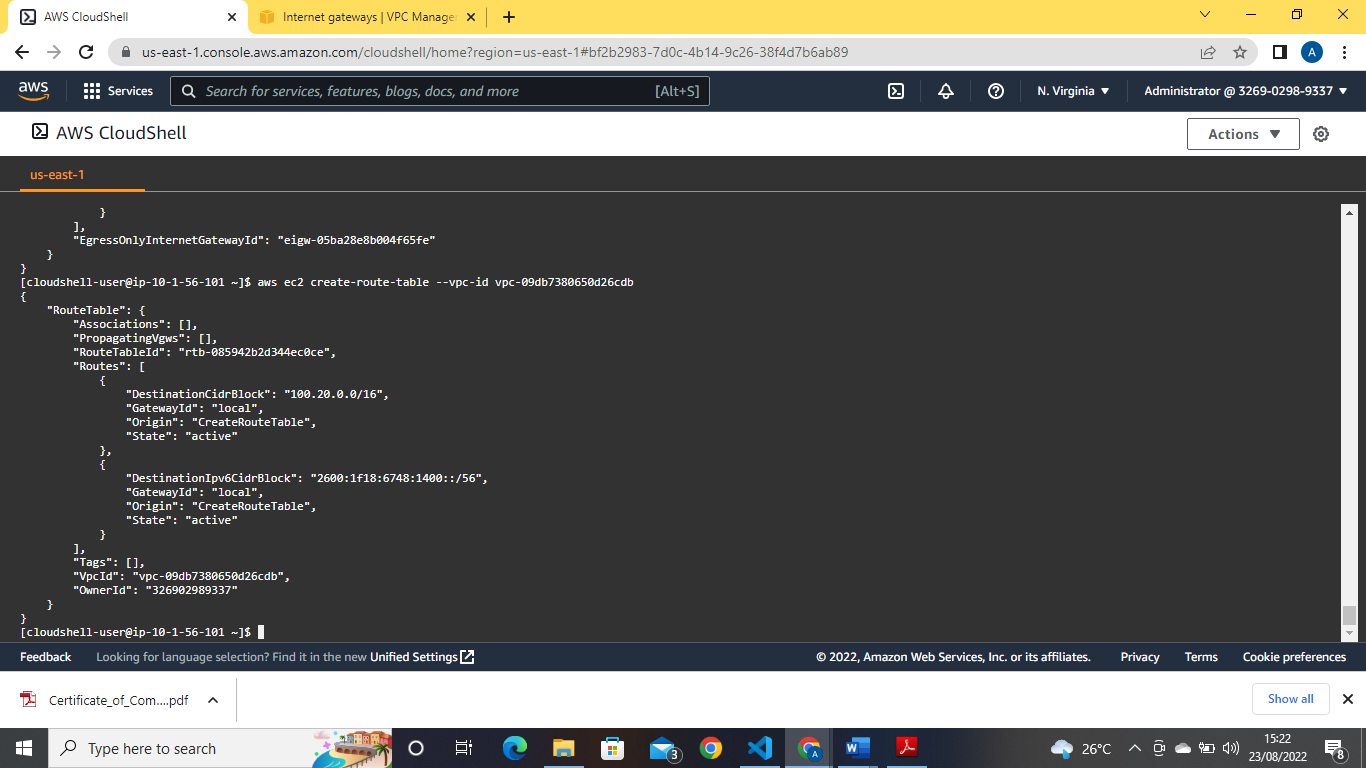 AWS CloudShell
Internet gateways | VPC Manage
us-east-1.console.aws.amazon.com/cloudshell/home?region=us-east-1#bf2b2983-7d0c-4b14-9c26-38f4d7b6ab89
A
aws
Services
Search for services, features, blogs, docs, and more
[Alt+S]
N. Virginia
Administrator @ 3269-0298-9337
AWS CloudShell
Actions
us-east-1
}
],
"EgressOnlyInternetGatewayId": "eigw-05ba28e8b004f65fe"
}
}
[cloudshell-user@ip-10-1-56-101 ~]$ aws ec2 create-route-table --vpc-id vpc-09db7380650d26cdb
{
"RouteTable": {
"Associations": [],
"PropagatingVgws": [],
"RouteTableId": "rtb-085942b2d344ec0ce",
"Routes": [
{
"DestinationCidrBlock": "100.20.0.0/16",
"GatewayId": "local",
"Origin": "CreateRouteTable",
"State": "active"
},
{
"DestinationIpv6CidrBlock": "2600:1f18:6748:1400::/56",
"GatewayId": "local",
"Origin": "CreateRouteTable",
"State": "active"
}
],
"Tags": [],
"VpcId": "vpc-09db7380650d26cdb",
"OwnerId": "326902989337"
}
}
[cloudshell-user@ip-10-1-56-101 ~]$
Feedback
Looking for language selection? Find it in the new Unified Settings
© 2022, Amazon Web Services, Inc. or its affiliates.
Privacy
Terms
Cookie preferences
Certificate_of_Com....pdf
Show all
Type here to search
3
A
26°C
15:22
23/08/2022
8